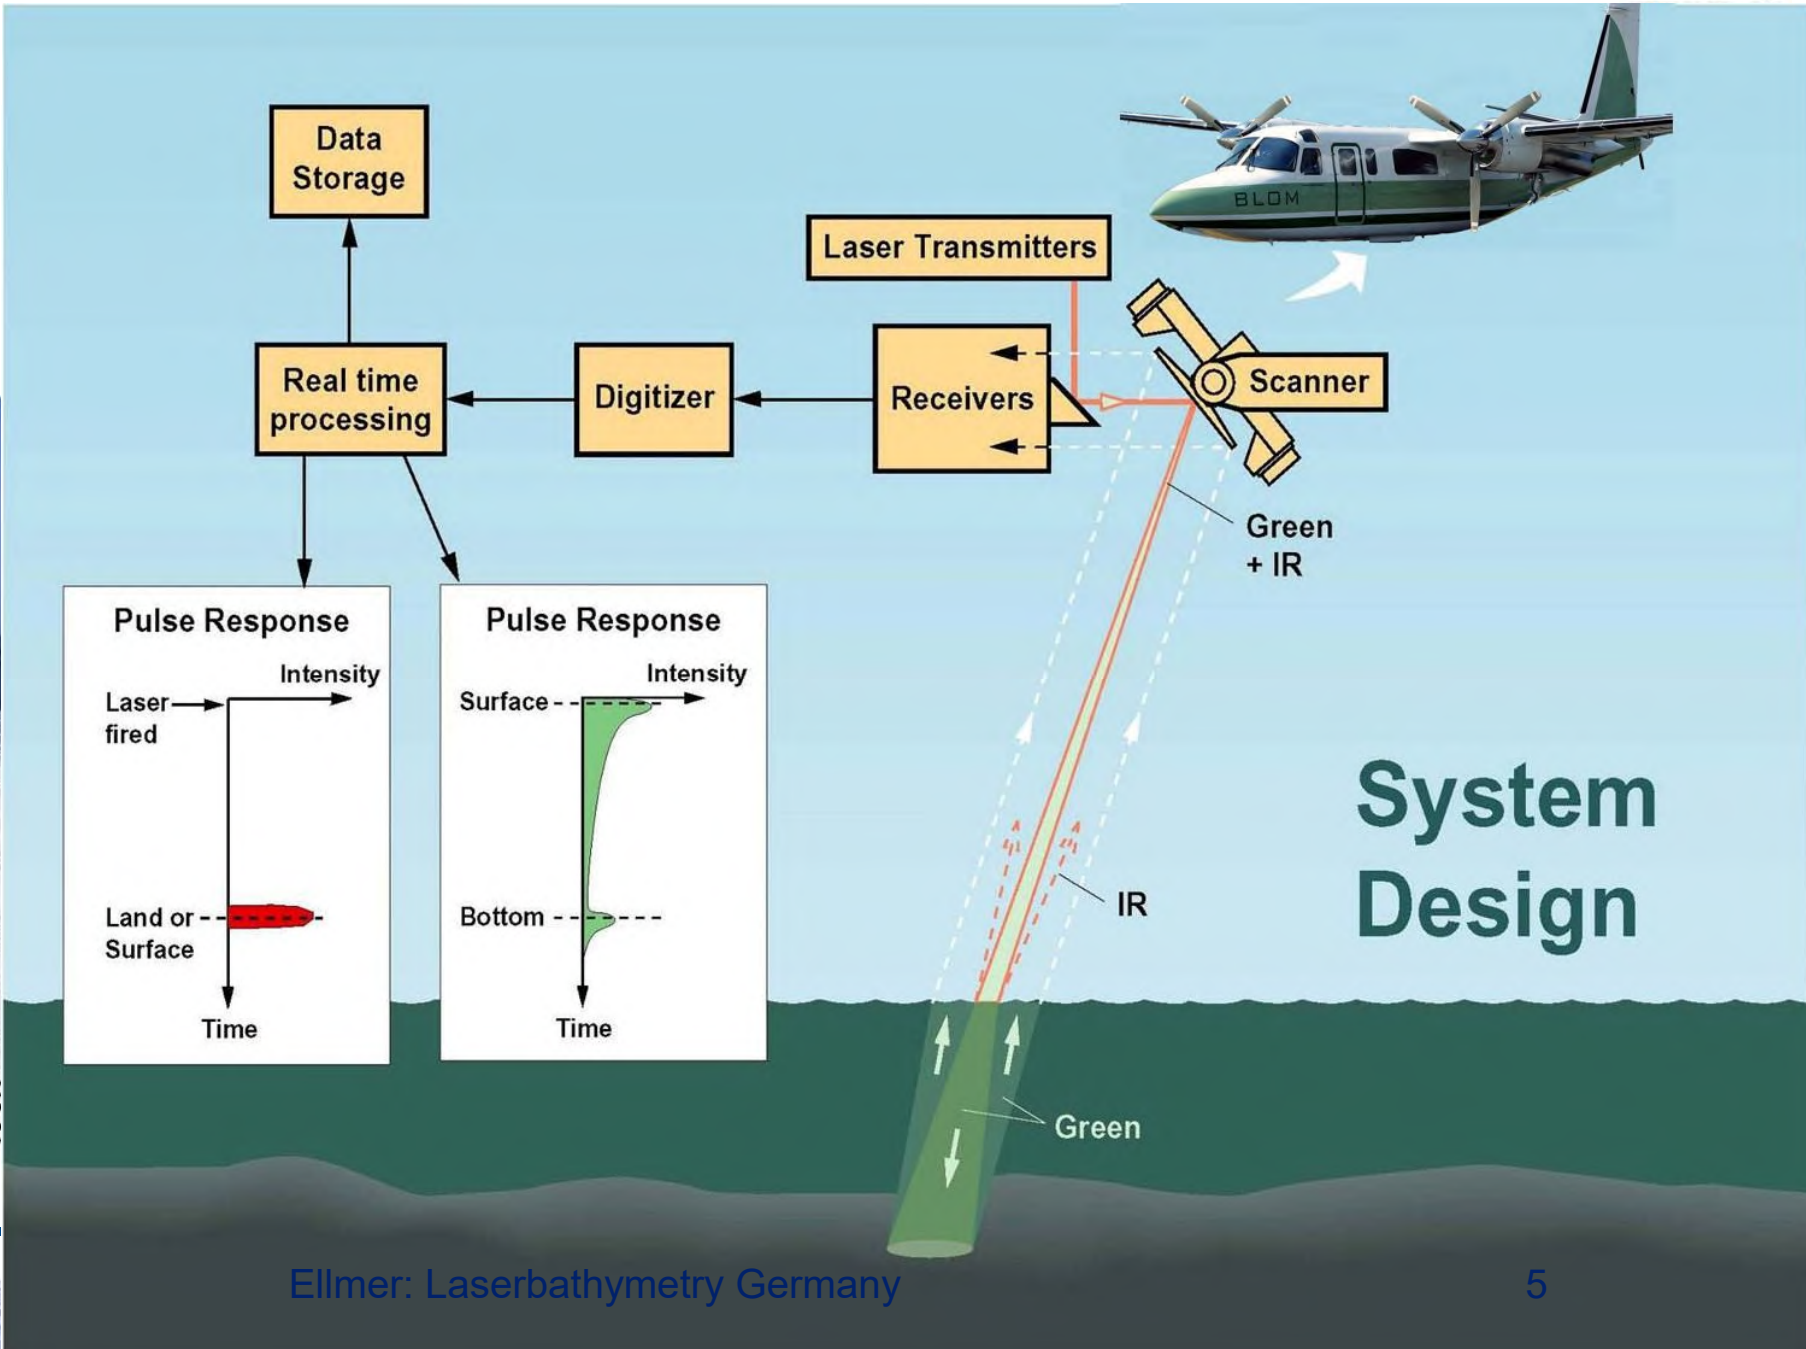 Data
Storage
BLOM
Laser Transmitters
Real time
processing
Digitizer
Receivers
Scanner
Green
+ IR
Pulse Response
Intensity
Laser
fired
Land or
Surface
Time
Pulse Response
Intensity
Surface
Bottom
Time
IR
System
Design
Green
Ellmer: Laserbathymetry Germany
5